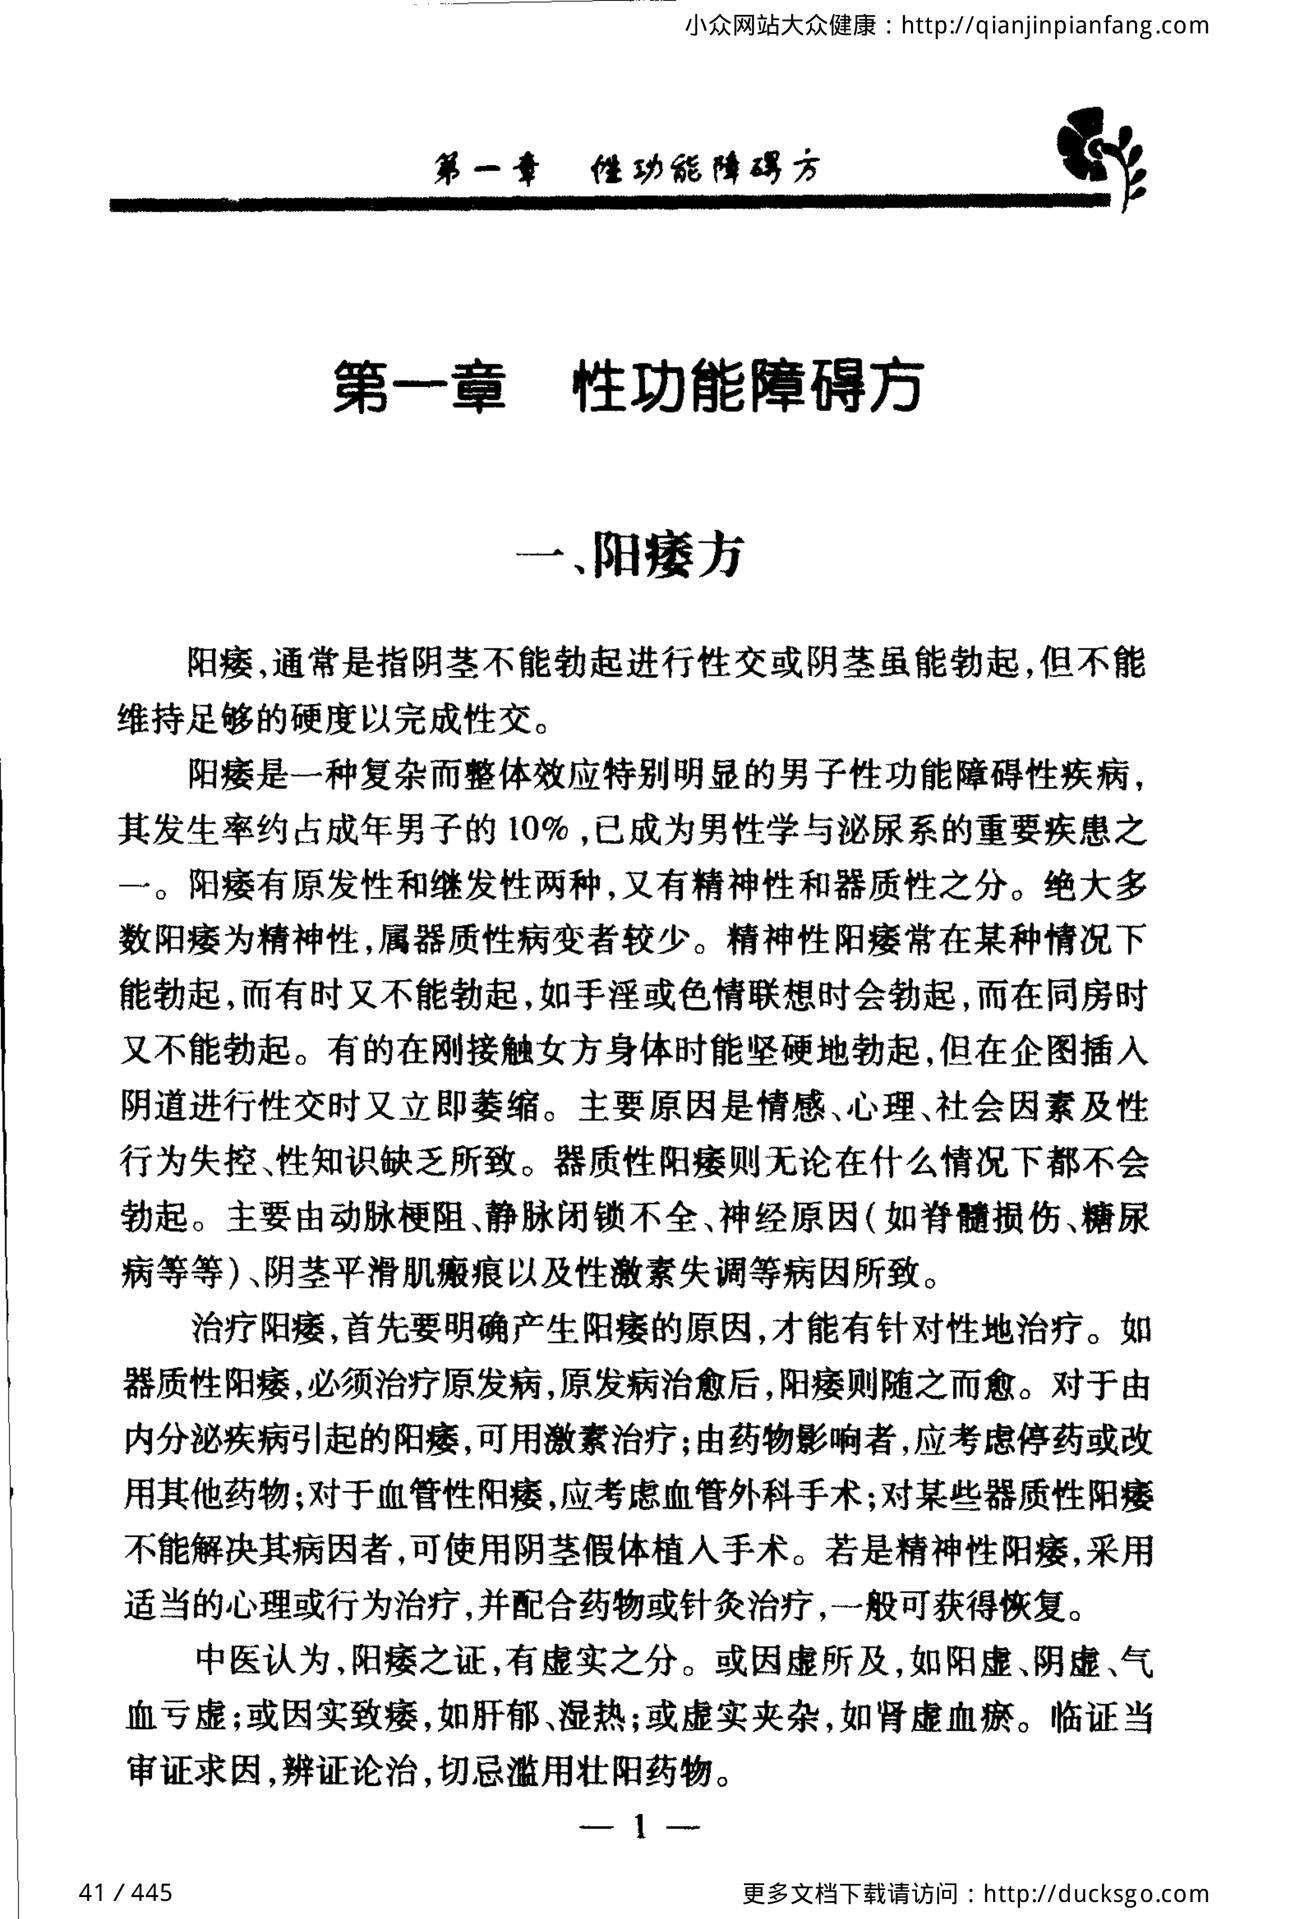 小众网站大众健康：http://qianjinpianfang.com
第一章 性功能障碍方
第一章 性功能障碍方
一、阳痿方
阳痿,通常是指阴茎不能勃起进行性交或阴茎虽能勃起,但不能
维持足够的硬度以完成性交。
阳痿是一种复杂而整体效应特别明显的男子性功能障碍性疾病,
其发生率约占成年男子的10%,已成为男性学与泌尿系的重要疾患之
一。阳痿有原发性和继发性两种,又有精神性和器质性之分。绝大多
数阳痿为精神性,属器质性病变者较少。精神性阳痿常在某种情况下
能勃起,而有时又不能勃起,如手淫或色情联想时会勃起,而在同房时
又不能勃起。有的在刚接触女方身体时能坚硬地勃起,但在企图插入
阴道进行性交时又立即萎缩。主要原因是情感、心理、社会因素及性
行为失控、性知识缺乏所致。器质性阳痿则无论在什么情况下都不会
勃起。主要由动脉梗阻、静脉闭锁不全、神经原因(如脊髓损伤、糖尿
病等等)、阴茎平滑肌瘢痕以及性激素失调等病因所致。
治疗阳痿,首先要明确产生阳痿的原因,才能有针对性地治疗。如
器质性阳痿,必须治疗原发病,原发病治愈后,阳痿则随之而愈。对于由
内分泌疾病引起的阳痿,可用激素治疗;由药物影响者,应考虑停药或改
用其他药物;对于血管性阳痿,应考虑血管外科手术;对某些器质性阳痿
不能解决其病因者,可使用阴茎假体植入手术。若是精神性阳痿,采用
适当的心理或行为治疗,并配合药物或针灸治疗,一般可获得恢复。
中医认为,阳痿之证,有虚实之分。或因虚所及,如阳虚、阴虚、气
血亏虚;或因实致痿,如肝郁、湿热;或虚实夹杂,如肾虚血瘀。临证当
审证求因,辨证论治,切忌滥用壮阳药物。
— 1 —
41 / 445
更多文档下载请访问：http://ducksgo.com